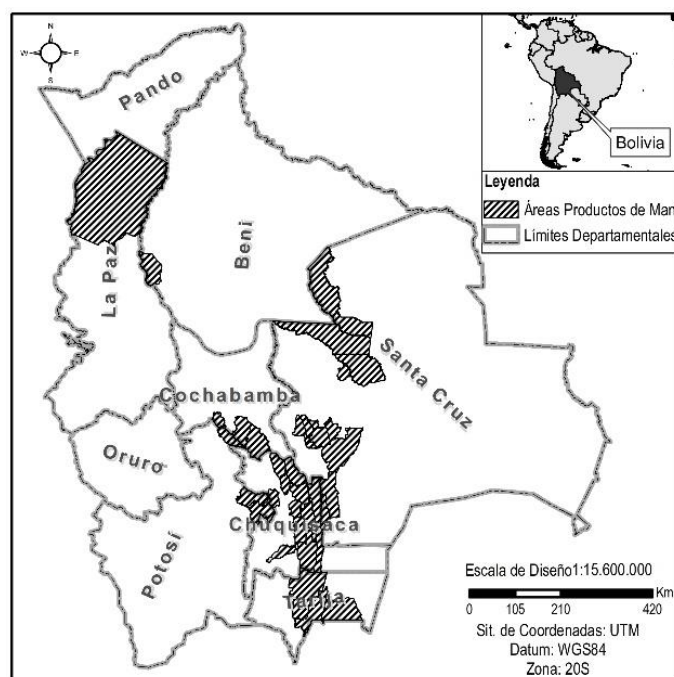 N
W E
S
Pando
Bolivia
Leyenda
Áreas Productos de Man
Límites Departamentales
Beni
La Paz
Santa Cruz
Cochabamba
Oruro
Chuquisaca
Potosí
Tarija
Escala de Diseño1:15.600.000
Km
0 105 210 420
Sit. de Coordenadas: UTM
Datum: WGS84
Zona: 20S